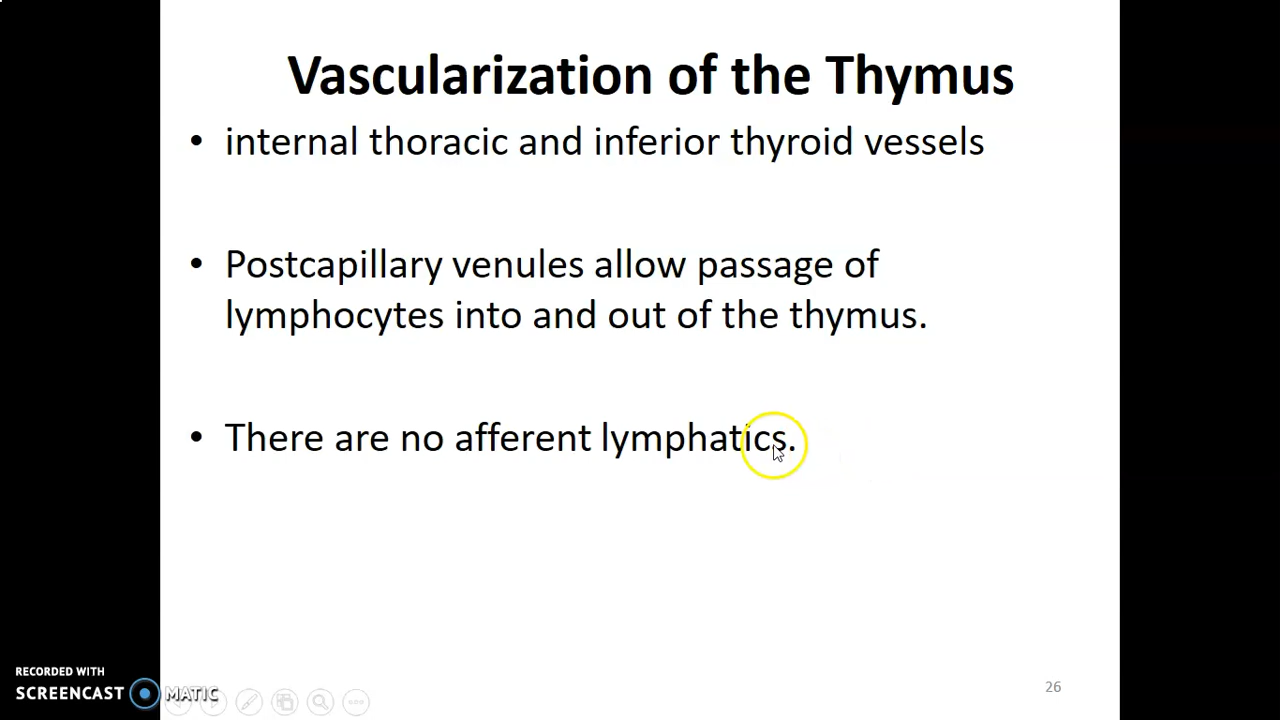 Vascularization of the Thymus
• internal thoracic and inferior thyroid vessels
• Postcapillary venules allow passage of
lymphocytes into and out of the thymus.
• There are no afferent lymphatics.
RECORDED WITH
SCREENCAST MATIC
26